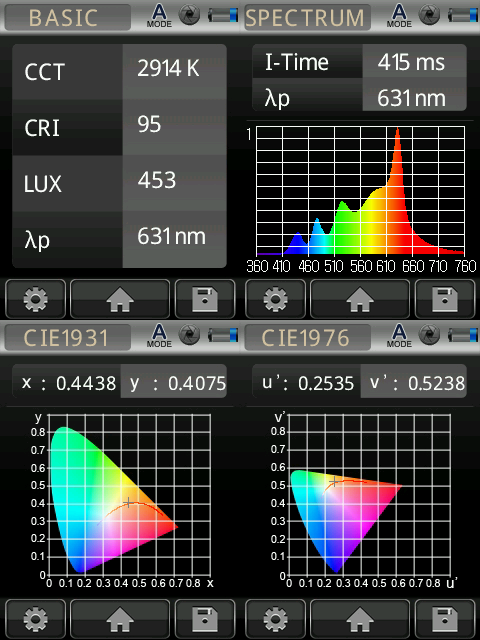 BASIC
A
MODE
CCT 2914 K
CRI 95
LUX 453
λp 631 nm
SPECTRUM
A
MODE
I-Time 415 ms
λp 631 nm
1
360 410 460 510 560 610 660 710 760
CIE1931
A
MODE
x : 0.4438 y : 0.4075
y
0.8
0.7
0.6
0.5
0.4
0.3
0.2
0.1
0
0 0.1 0.2 0.3 0.4 0.5 0.6 0.7 0.8 x
CIE1976
A
MODE
u': 0.2535 v': 0.5238
v'
0.8
0.7
0.6
0.5
0.4
0.3
0.2
0.1
0
0 0.1 0.2 0.3 0.4 0.5 0.6 0.7 0.8 u'